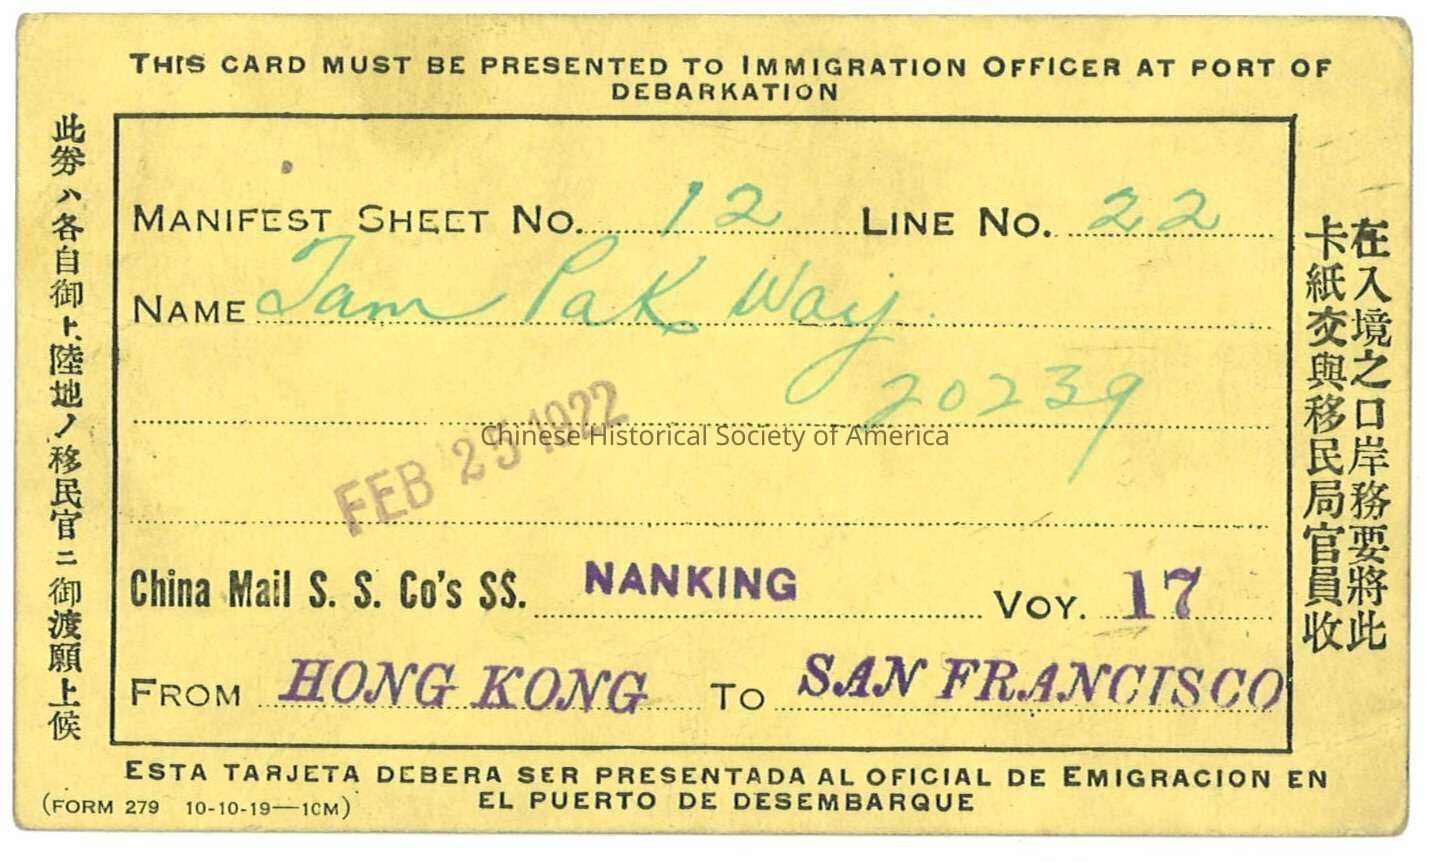 THIS CARD MUST BE PRESENTED TO IMMIGRATION OFFICER AT PORT OF
DEBARKATION
此劵ハ各自御上陸地ノ移民官ニ御渡願上候
MANIFEST SHEET NO. 12 LINE NO. 22
NAME Tam Pak Way
20239
FEB 25 1922
Chinese Historical Society of America
China Mail S. S. Co's SS. NANKING VOY. 17
FROM HONG KONG TO SAN FRANCISCO
在入境之口岸務要將此
卡紙交與移民局官員收
ESTA TARJETA DEBERA SER PRESENTADA AL OFICIAL DE EMIGRACION EN
EL PUERTO DE DESEMBARQUE
(FORM 279 10-10-19—10M)